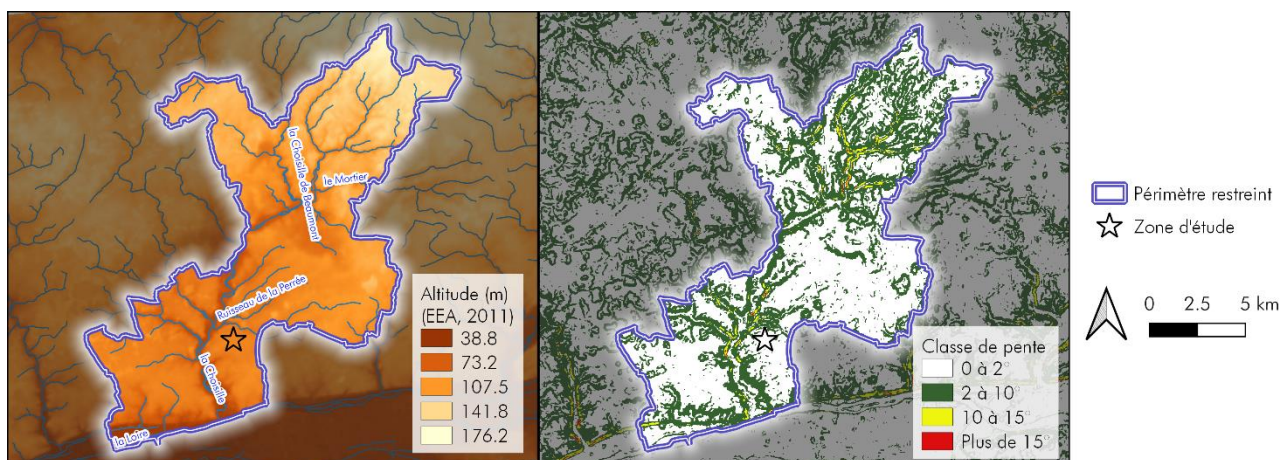 la Choisille de Beaumont
le Mortier
Ruisseau de la Perrée
la Choisille
la Loire
Altitude (m)
(EEA, 2011)
38.8
73.2
107.5
141.8
176.2
Classe de pente
0 à 2°
2 à 10°
10 à 15°
Plus de 15°
Périmètre restreint
Zone d'étude
0 2.5 5 km